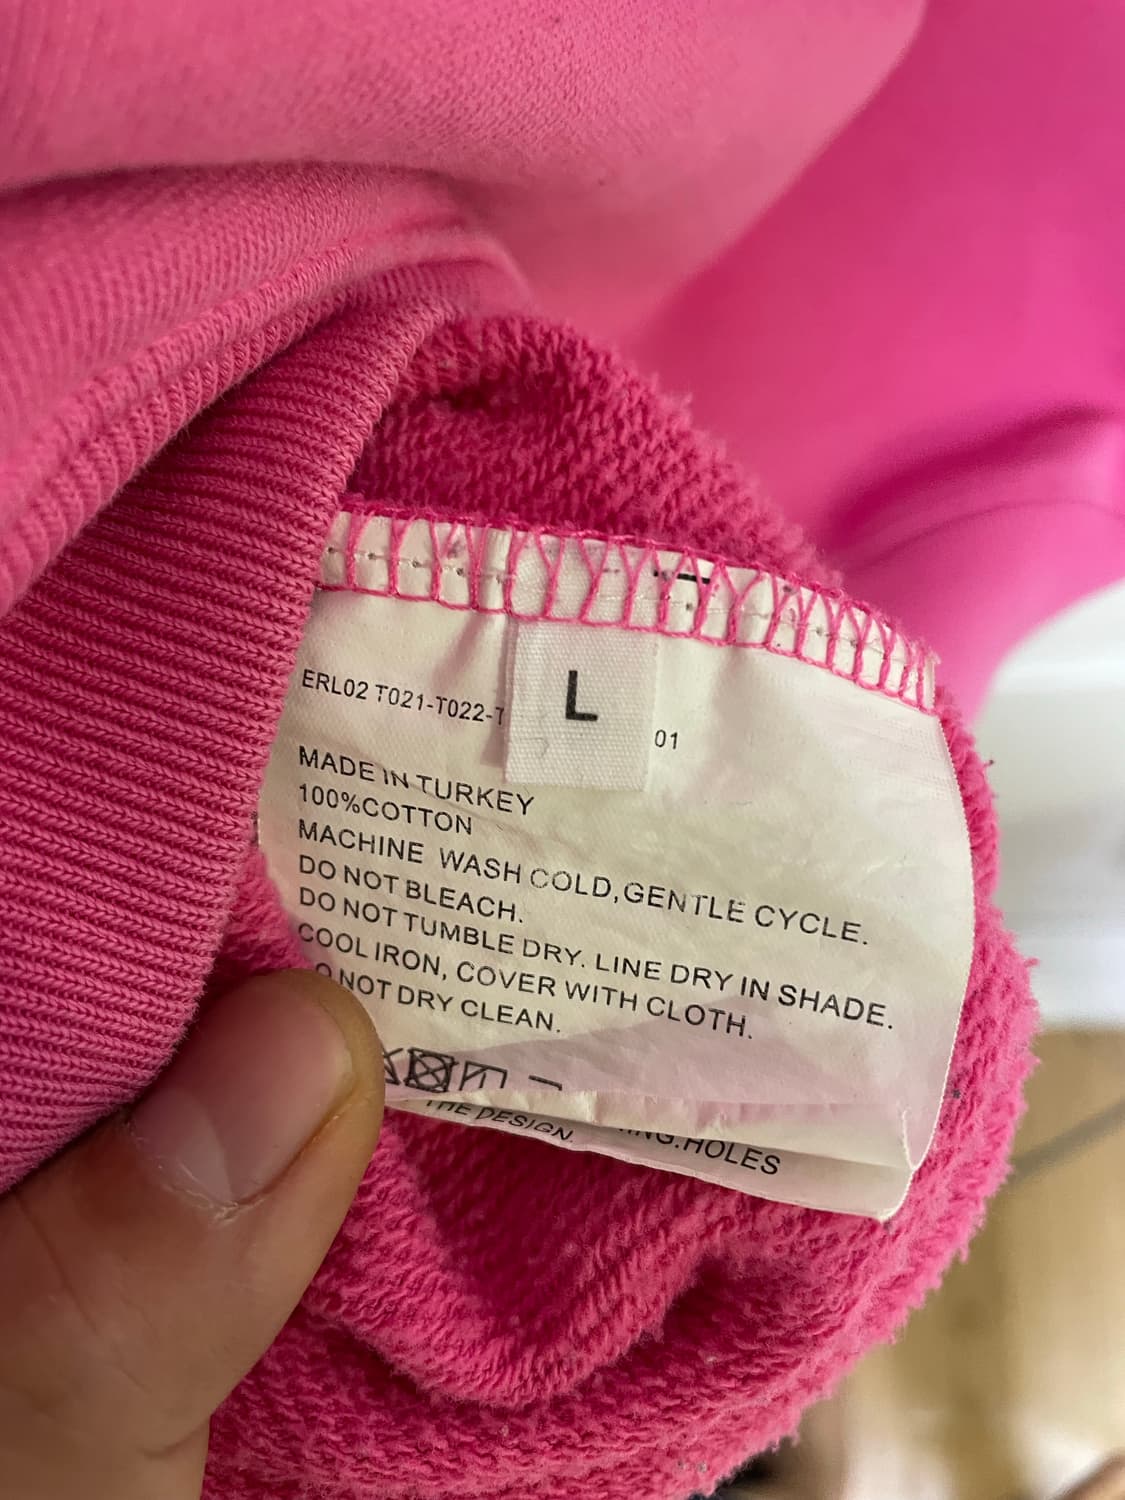 L
ERL02 T021-T022-T 01
MADE IN TURKEY
100%COTTON
MACHINE WASH COLD,GENTLE CYCLE.
DO NOT BLEACH.
DO NOT TUMBLE DRY. LINE DRY IN SHADE.
COOL IRON, COVER WITH CLOTH.
NOT DRY CLEAN.
THE DESIGN. HOLES